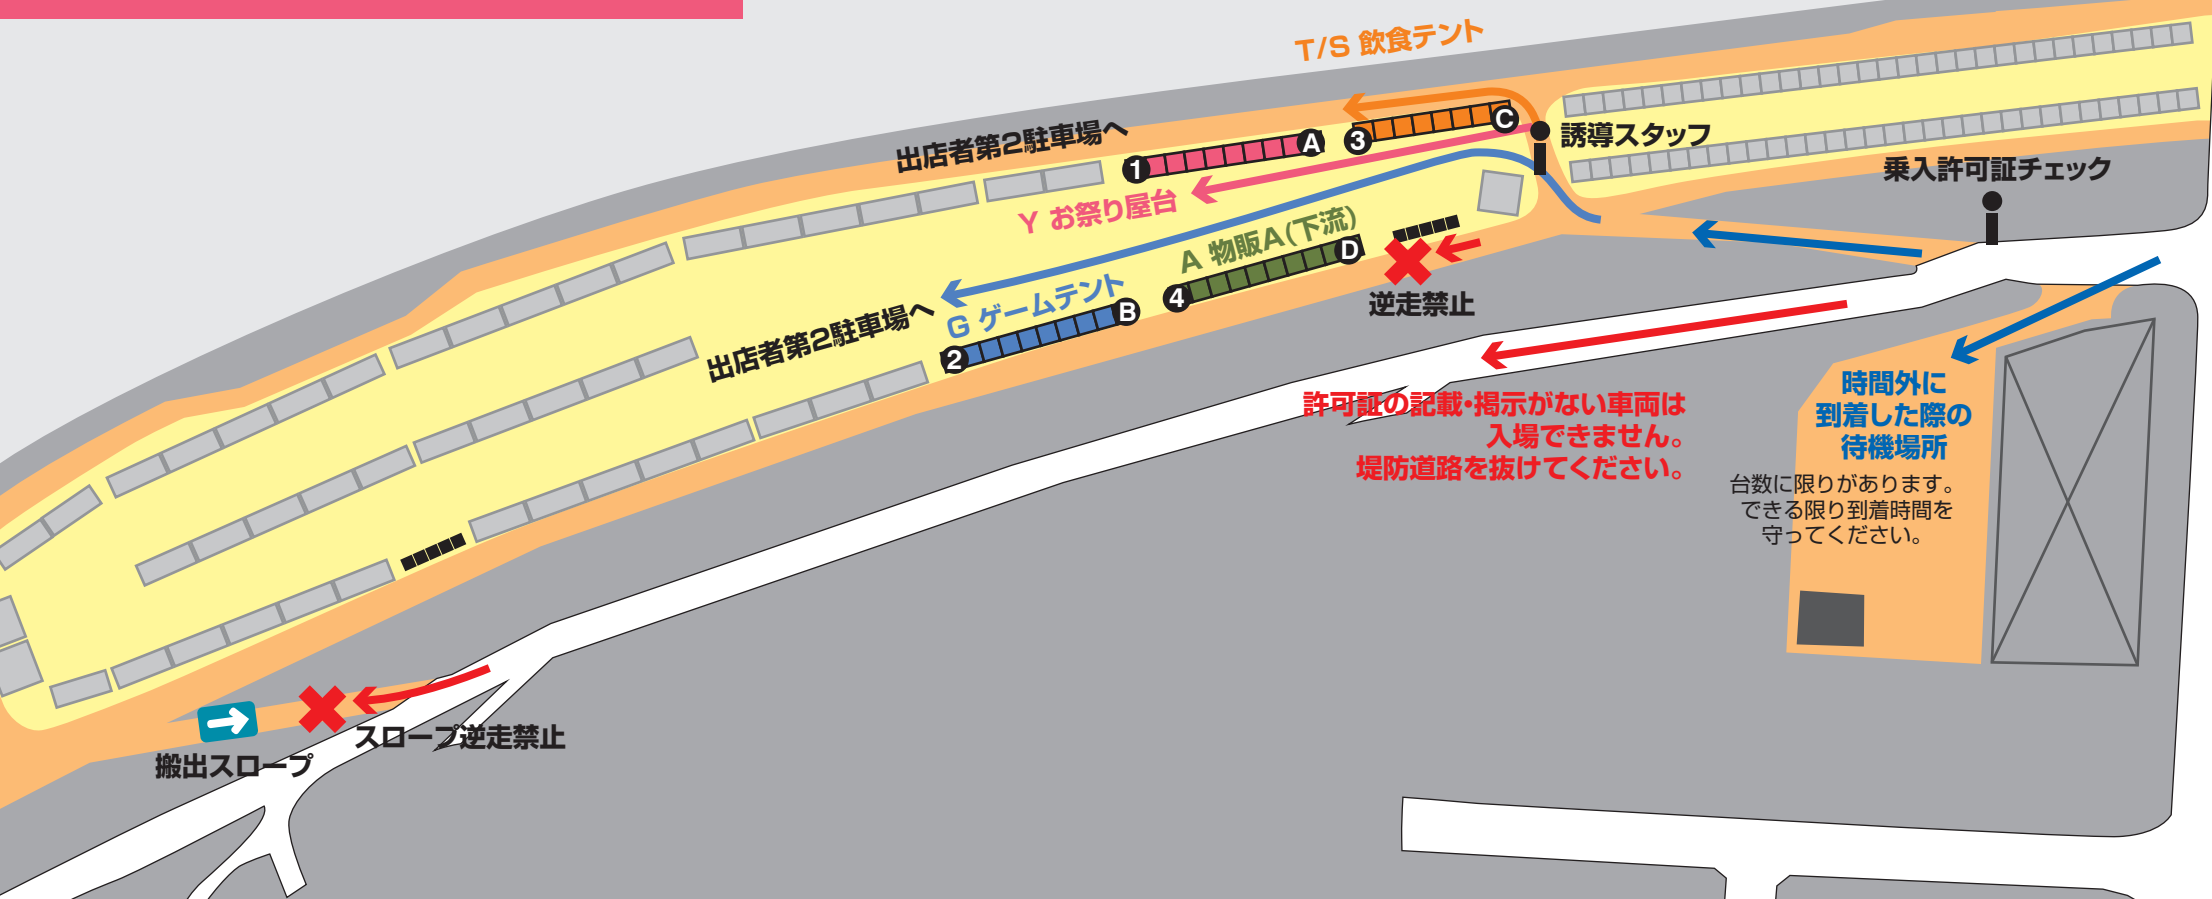 T/S 飲食テント
出店者第2駐車場へ
1
A
3
C
誘導スタッフ
乗入許可証チェック
Y お祭り屋台
A 物販A(下流)
D
4
逆走禁止
G ゲームテント
B
2
出店者第2駐車場へ
許可証の記載・掲示がない車両は
入場できません。
堤防道路を抜けてください。
時間外に
到着した際の
待機場所
台数に限りがあります。
できる限り到着時間を
守ってください。
スロープ逆走禁止
搬出スロープ